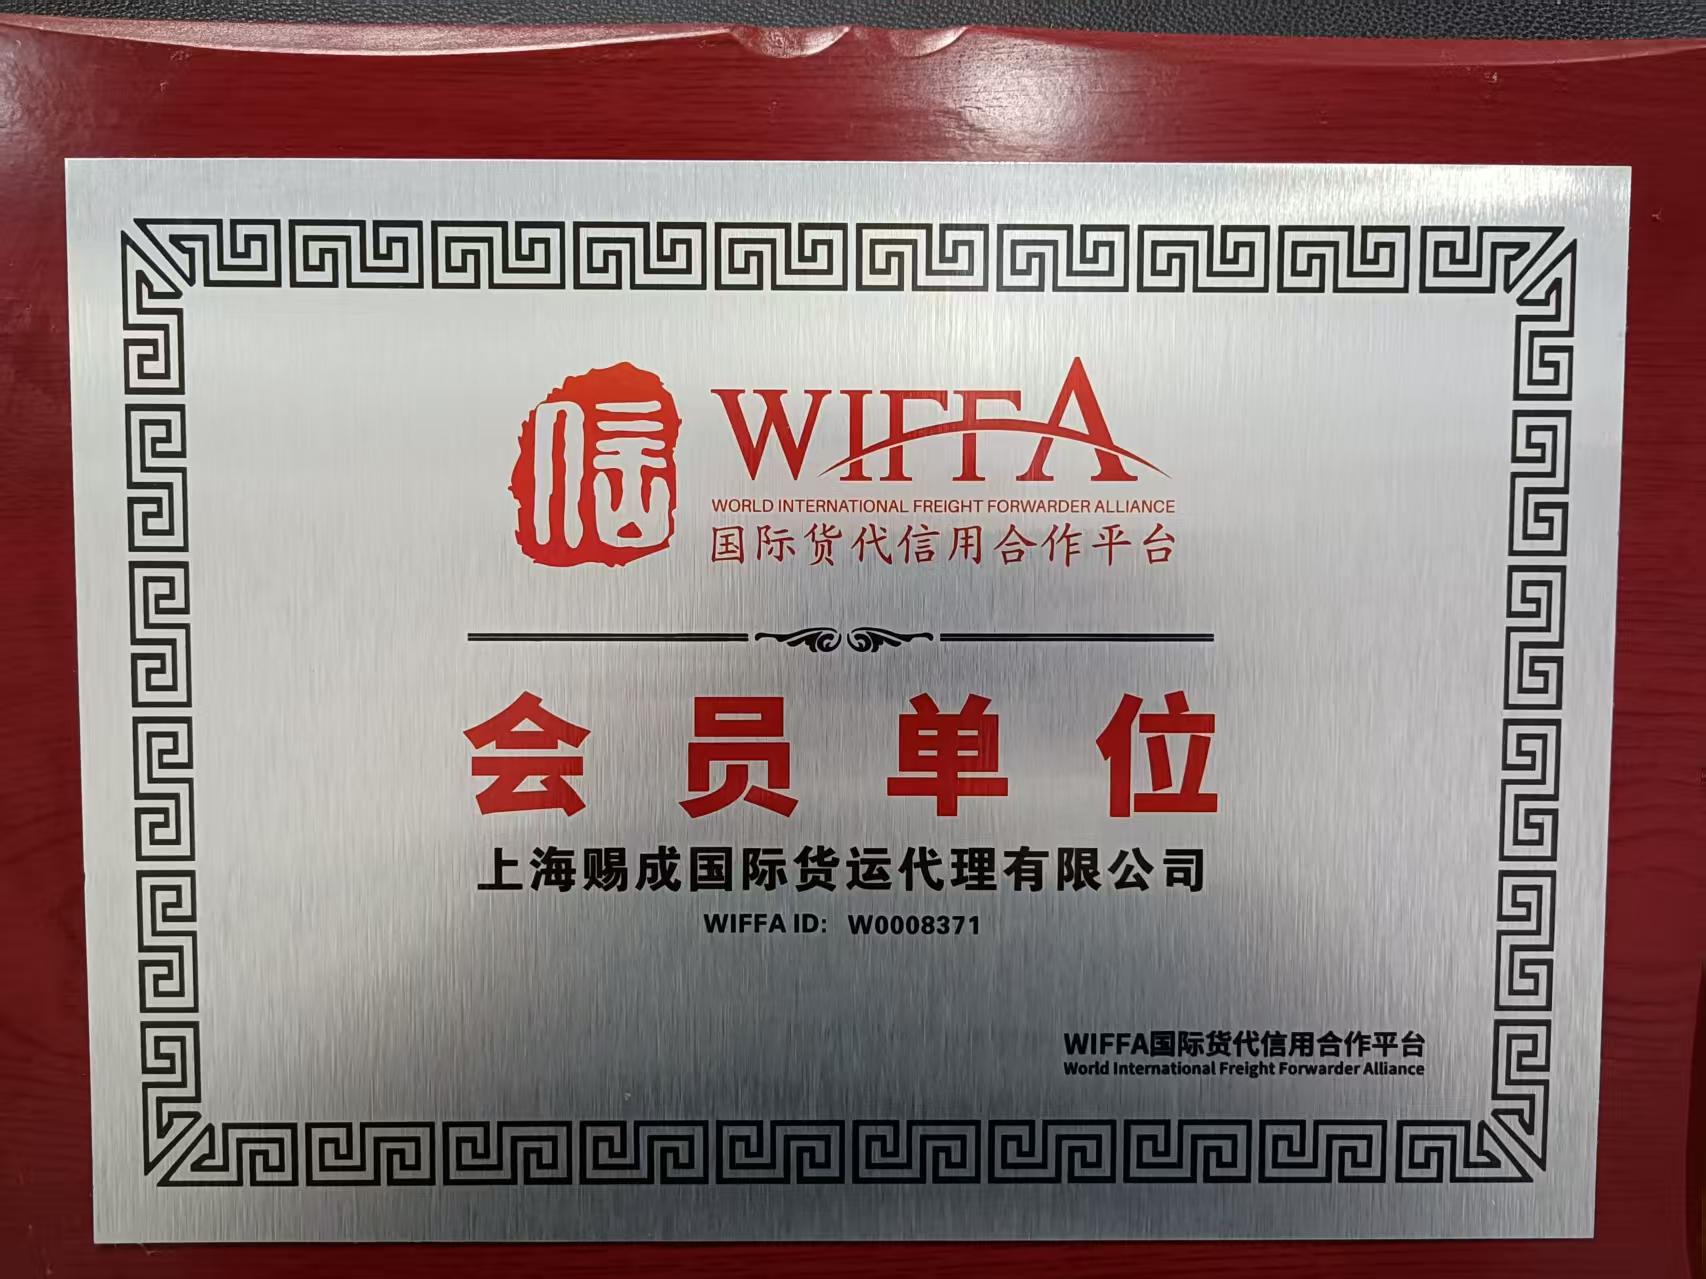 信
WIFFA
WORLD INTERNATIONAL FREIGHT FORWARDER ALLIANCE
国际货代信用合作平台
会员单位
上海赐成国际货运代理有限公司
WIFFA ID: W0008371
WIFFA国际货代信用合作平台
World International Freight Forwarder Alliance